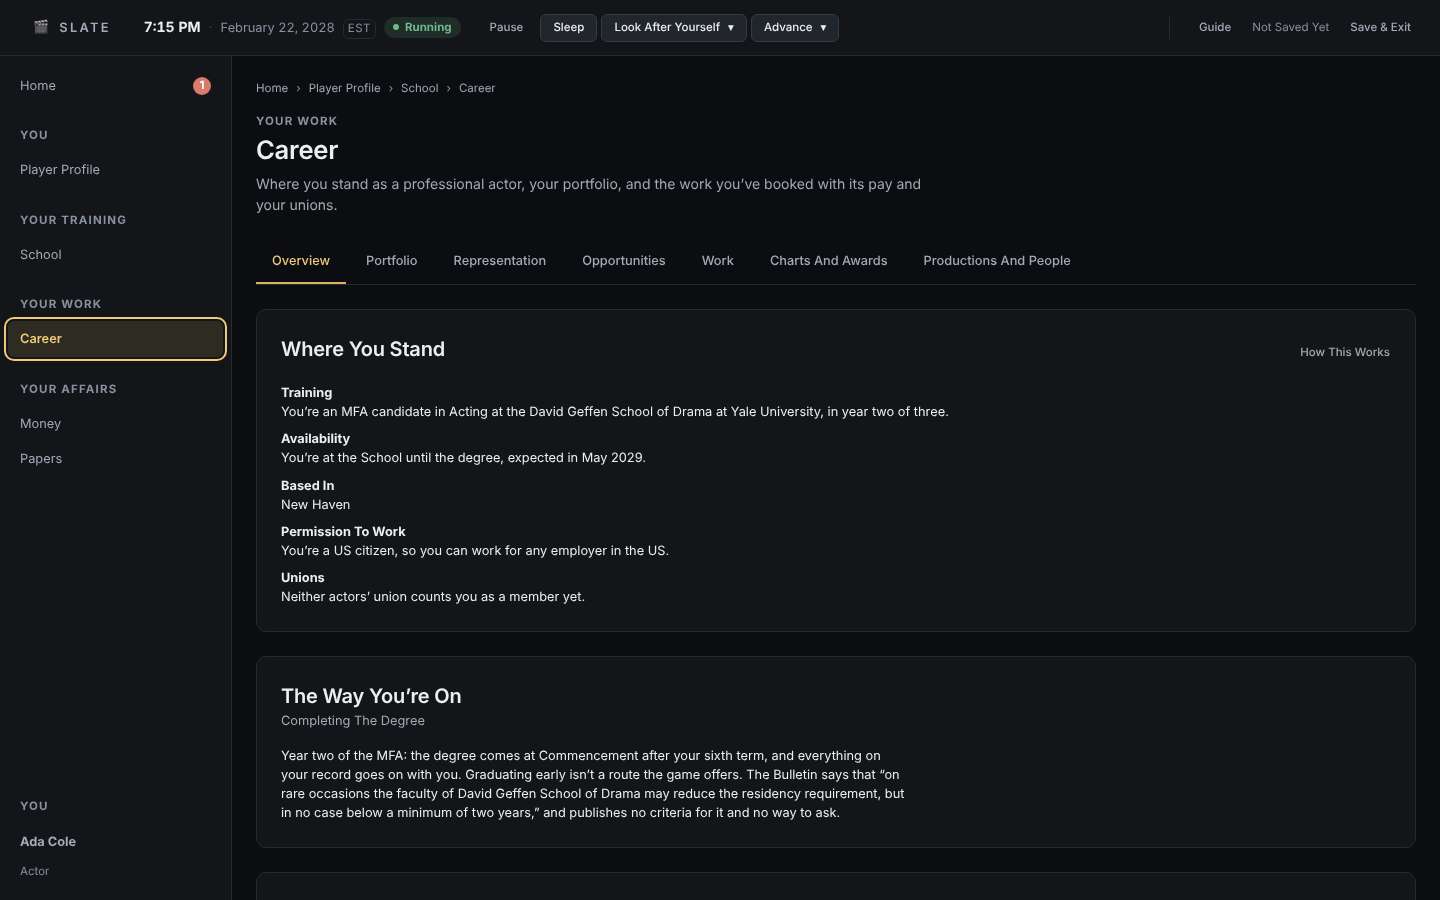 SLATE
7:15 PM · February 22, 2028 EST Running Pause Sleep Look After Yourself ▾ Advance ▾ Guide Not Saved Yet Save & Exit
Home 1
YOU
Player Profile
YOUR TRAINING
School
YOUR WORK
Career
YOUR AFFAIRS
Money
Papers
YOU
Ada Cole
Actor
Home › Player Profile › School › Career
YOUR WORK
Career
Where you stand as a professional actor, your portfolio, and the work you’ve booked with its pay and
your unions.
Overview Portfolio Representation Opportunities Work Charts And Awards Productions And People
Where You Stand
How This Works
Training
You’re an MFA candidate in Acting at the David Geffen School of Drama at Yale University, in year two of three.
Availability
You’re at the School until the degree, expected in May 2029.
Based In
New Haven
Permission To Work
You’re a US citizen, so you can work for any employer in the US.
Unions
Neither actors’ union counts you as a member yet.
The Way You’re On
Completing The Degree
Year two of the MFA: the degree comes at Commencement after your sixth term, and everything on
your record goes on with you. Graduating early isn’t a route the game offers. The Bulletin says that “on
rare occasions the faculty of David Geffen School of Drama may reduce the residency requirement, but
in no case below a minimum of two years,” and publishes no criteria for it and no way to ask.